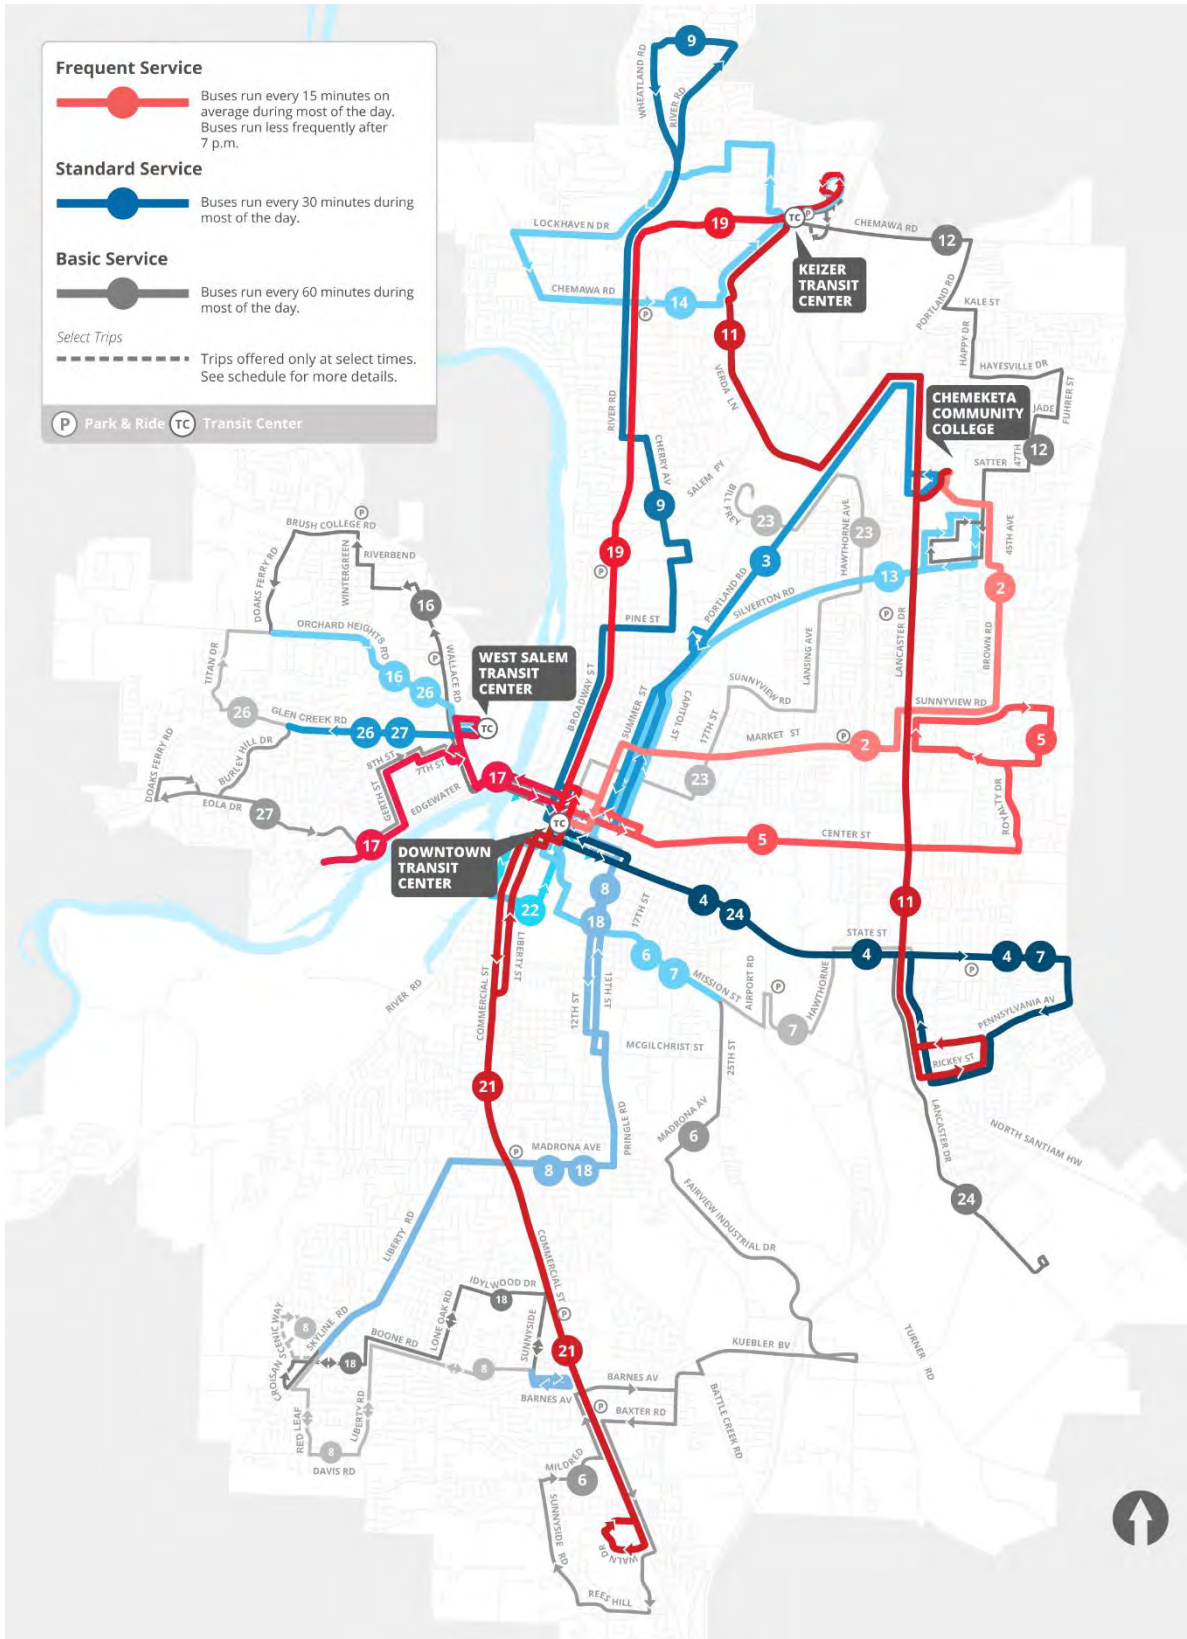 Frequent Service
Buses run every 15 minutes on
average during most of the day.
Buses run less frequently after
7 p.m.
Standard Service
Buses run every 30 minutes during
most of the day.
Basic Service
Buses run every 60 minutes during
most of the day.
Select Trips
Trips offered only at select times.
See schedule for more details.
P Park & Ride TC Transit Center
9
WHEATLAND RD
RIVER RD
LOCKHAVEN DR
19
TC
P
CHEMAWA RD
12
KEIZER
TRANSIT
CENTER
CHEMAWA RD
14
P
PORTLAND RD
KALE ST
11
HAPPY DR
HAYESVILLE DR
VERDA LN
FUHRER ST
JADE
CHEMEKETA
COMMUNITY
COLLEGE
RIVER RD
CHERRY AV
47TH
12
SATTER
SALEM PY
BILL FREY
23
HAWTHORNE AVE
23
9
P
BRUSH COLLEGE RD
RIVERBEND
WINTERGREEN
DOAKS FERRY RD
19
P
3
45TH AVE
PORTLAND RD
SILVERTON RD
13
2
16
P
LANCASTER DR
PINE ST
ORCHARD HEIGHTS RD
BROWN RD
TITAN DR
P
WALLACE RD
LANSING AVE
WEST SALEM
TRANSIT
CENTER
16
26
BROADWAY ST
SUMMER ST
CAPITOL ST
SUNNYVIEW RD
SUNNYVIEW RD
26
GLEN CREEK RD
26
27
TC
17TH ST
MARKET ST
P
2
5
DOAKS FERRY RD
BURLEY HILL DR
8TH ST
7TH ST
17
23
GERTH ST
EDGEWATER
EOLA DR
27
ROYALTY DR
TC
17
5
CENTER ST
DOWNTOWN
TRANSIT
CENTER
8
22
18
17TH ST
4
24
11
STATE ST
4
4
7
P
6
7
MISSION ST
LIBERTY ST
COMMERCIAL ST
RIVER RD
12TH ST
13TH ST
AIRPORT RD
P
HAWTHORNE
7
PENNSYLVANIA AV
MCGILCHRIST ST
25TH ST
RICKEY ST
21
PRINGLE RD
MADRONA AV
6
LANCASTER DR
NORTH SANTIAM HW
P
MADRONA AVE
8
18
FAIRVIEW INDUSTRIAL DR
24
LIBERTY RD
COMMERCIAL ST
IDYLWOOD DR
18
LONE OAK RD
P
CROISAN SCENIC WAY
8
SKYLINE RD
BOONE RD
SUNNYSIDE
21
KUEBLER BV
TURNER RD
18
8
BARNES AV
BARNES AV
P
BAXTER RD
BATTLE CREEK RD
RED LEAF
LIBERTY RD
8
DAVIS RD
MILDRED
6
SUNNYSIDE RD
WALN DR
REES HILL